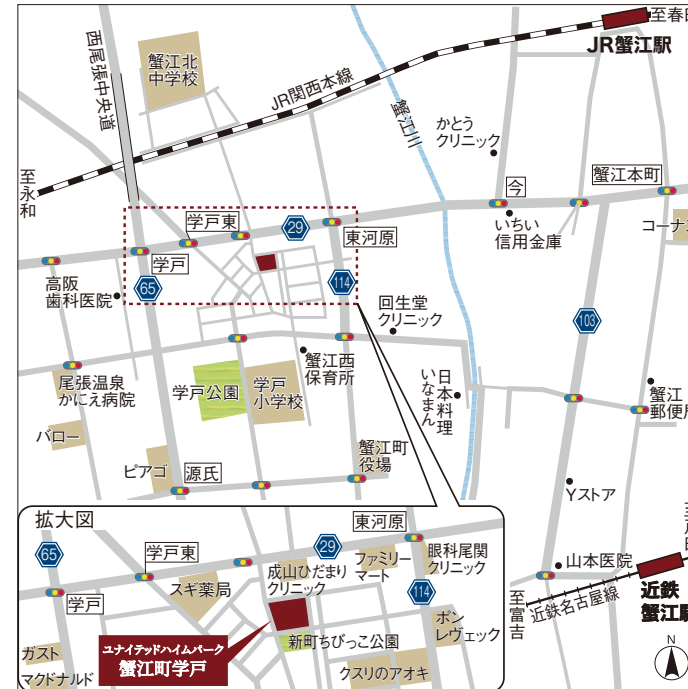 至春田
JR蟹江駅
西尾張中央道
蟹江北
中学校
JR関西本線
蟹江川
かとう
クリニック
至永和
今
蟹江本町
学戸東
29
東河原
いちい
信用金庫
コーナ
学戸
65
114
高阪
歯科医院
回生堂
クリニック
103
蟹江西
保育所
尾張温泉
かにえ病院
学戸公園
学戸
小学校
日本料理
いなまん
蟹江
郵便局
バロー
ピアゴ
源氏
蟹江町
役場
Yストア
拡大図
東河原
29
65
学戸東
スギ薬局
成山ひだまり
クリニック
ファミリー
マート
眼科尾関
クリニック
山本医院
学戸
114
至富吉
近鉄名古屋線
近鉄
蟹江駅
ユナイテッドハイムパーク
蟹江町学戸
新町ちびっこ公園
ポン
レヴェック
ガスト
マクドナルド
クスリのアオキ
N